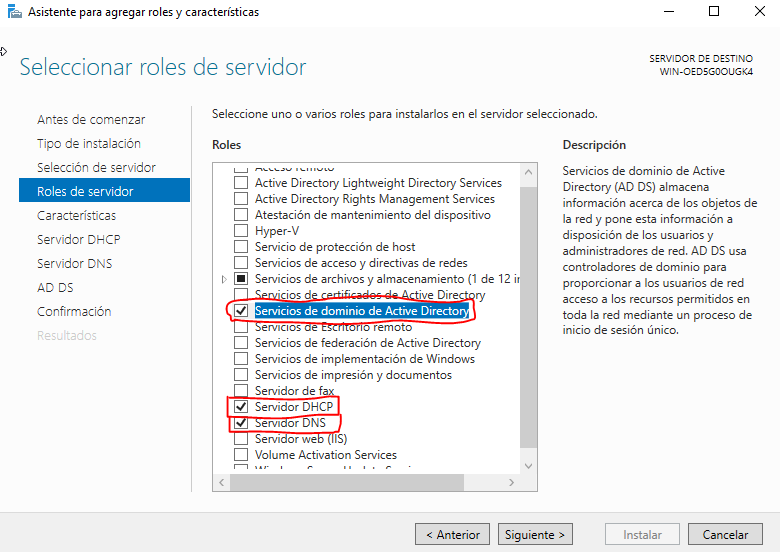 Asistente para agregar roles y características
Seleccionar roles de servidor
SERVIDOR DE DESTINO
WIN-OED5G0OUGK4
Antes de comenzar
Tipo de instalación
Selección de servidor
Roles de servidor
Características
Servidor DHCP
Servidor DNS
AD DS
Confirmación
Resultados
Seleccione uno o varios roles para instalarlos en el servidor seleccionado.
Roles
Acceso remoto
Active Directory Lightweight Directory Services
Active Directory Rights Management Services
Atestación de mantenimiento del dispositivo
Hyper-V
Servicio de protección de host
Servicios de acceso y directivas de redes
Servicios de archivos y almacenamiento (1 de 12 in
Servicios de certificados de Active Directory
Servicios de dominio de Active Directory
Servicios de Escritorio remoto
Servicios de federación de Active Directory
Servicios de implementación de Windows
Servicios de impresión y documentos
Servidor de fax
Servidor DHCP
Servidor DNS
Servidor web (IIS)
Volume Activation Services
Descripción
Servicios de dominio de Active
Directory (AD DS) almacena
información acerca de los objetos de
la red y pone esta información a
disposición de los usuarios y
administradores de red. AD DS usa
controladores de dominio para
proporcionar a los usuarios de red
acceso a los recursos permitidos en
toda la red mediante un proceso de
inicio de sesión único.
< Anterior
Siguiente >
Instalar
Cancelar